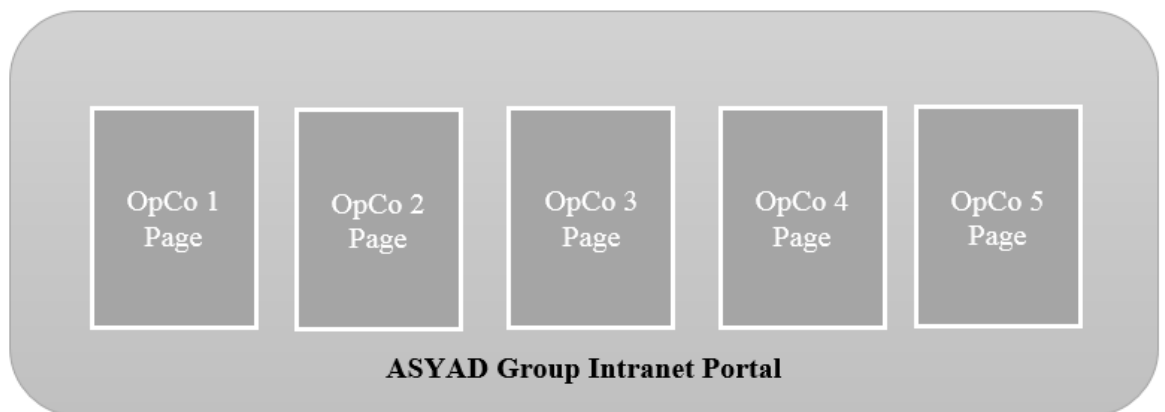 OpCo 1
Page
OpCo 2
Page
OpCo 3
Page
OpCo 4
Page
OpCo 5
Page
ASYAD Group Intranet Portal